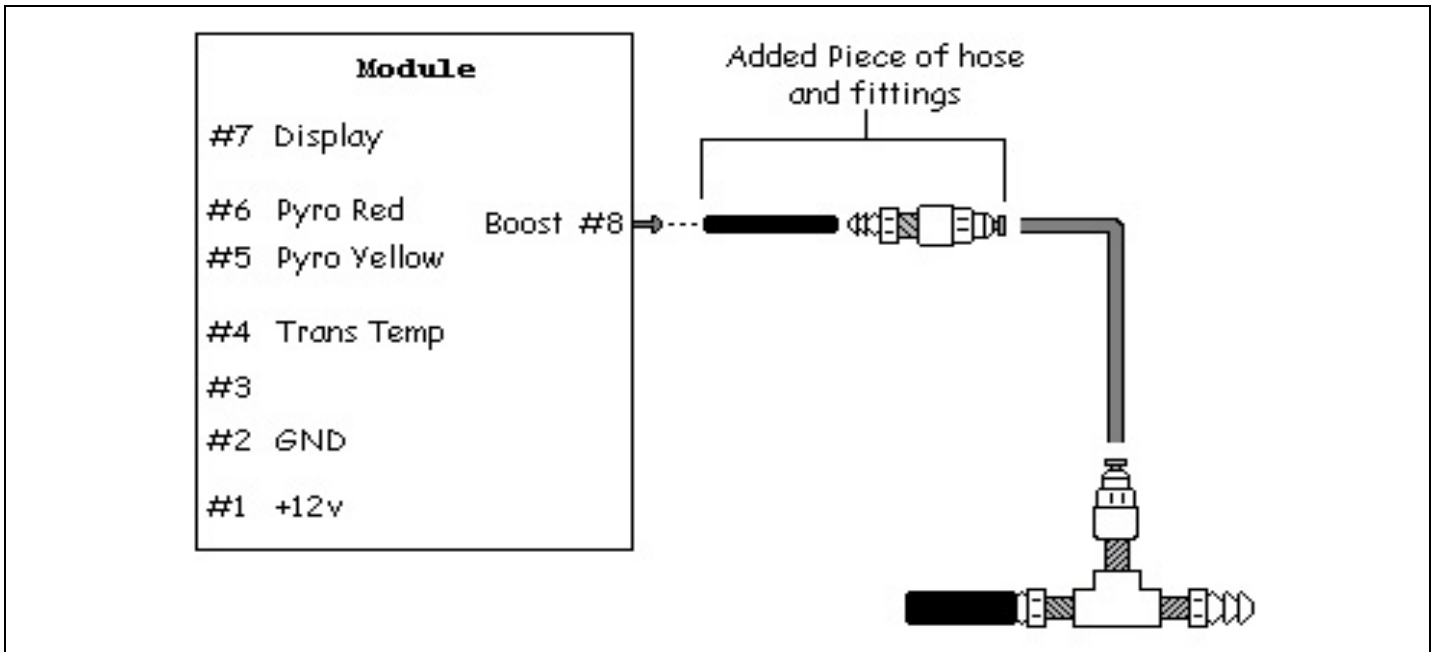 Module
Added Piece of hose
and fittings
#7 Display
#6 Pyro Red
Boost #8
#5 Pyro Yellow
#4 Trans Temp
#3
#2 GND
#1 +12v